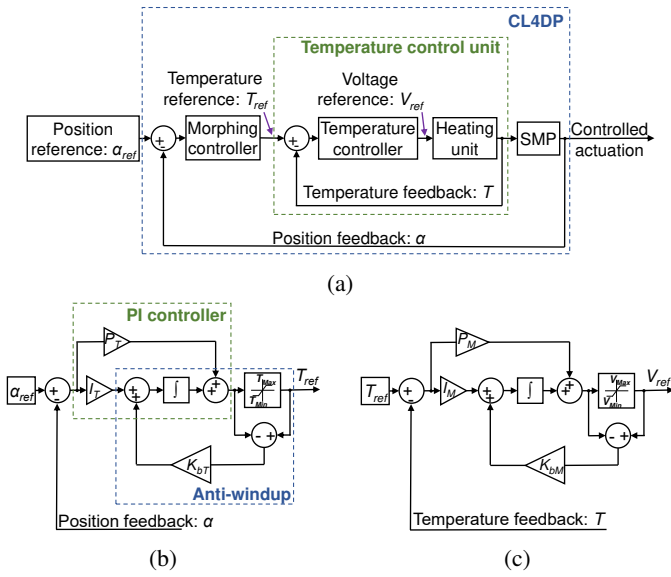 CL4DP
Temperature control unit
Temperature
reference: T_ref
Voltage
reference: V_ref
Position
reference: α_ref
+
-
Morphing
controller
+
-
Temperature
controller
Heating
unit
SMP
Controlled
actuation
Temperature feedback: T
Position feedback: α
(a)
PI controller
P_T
α_ref
+
-
I_T
+
+
∫
+
+
T_Max
T_Min
T_ref
- +
K_bT
Anti-windup
Position feedback: α
(b)
P_M
T_ref
+
-
I_M
+
+
∫
+
+
V_Max
V_Min
V_ref
- +
K_bM
Temperature feedback: T
(c)